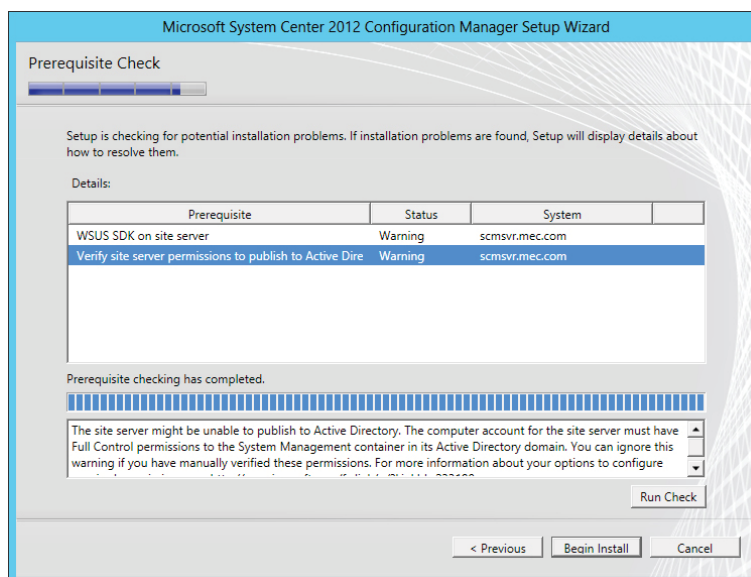 Microsoft System Center 2012 Configuration Manager Setup Wizard
Prerequisite Check
Setup is checking for potential installation problems. If installation problems are found, Setup will display details about
how to resolve them.
Details:
Prerequisite Status System
WSUS SDK on site server Warning scmsvr.mec.com
Verify site server permissions to publish to Active Dire Warning scmsvr.mec.com
Prerequisite checking has completed.
The site server might be unable to publish to Active Directory. The computer account for the site server must have
Full Control permissions to the System Management container in its Active Directory domain. You can ignore this
warning if you have manually verified these permissions. For more information about your options to configure
Run Check
< Previous Begin Install Cancel